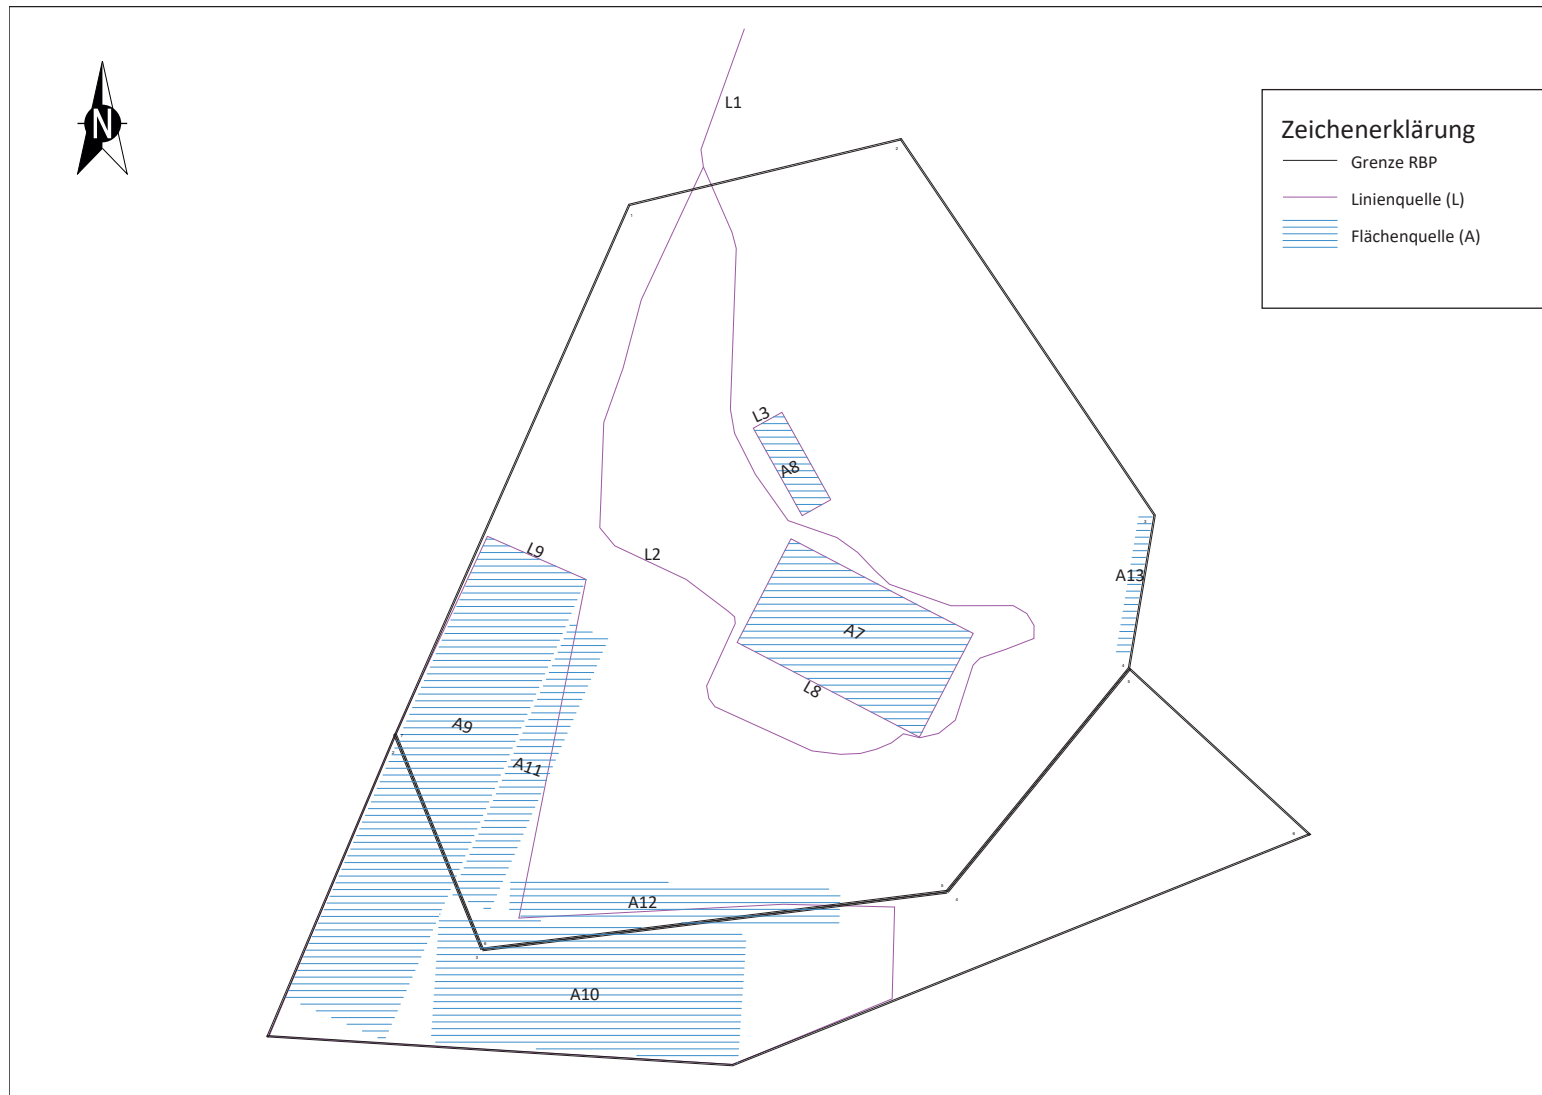 L1
N
Zeichenerklärung
Grenze RBP
Linienquelle (L)
Flächenquelle (A)
L3
A8
L9
L2
A13
A7
L8
A9
A11
A12
A10